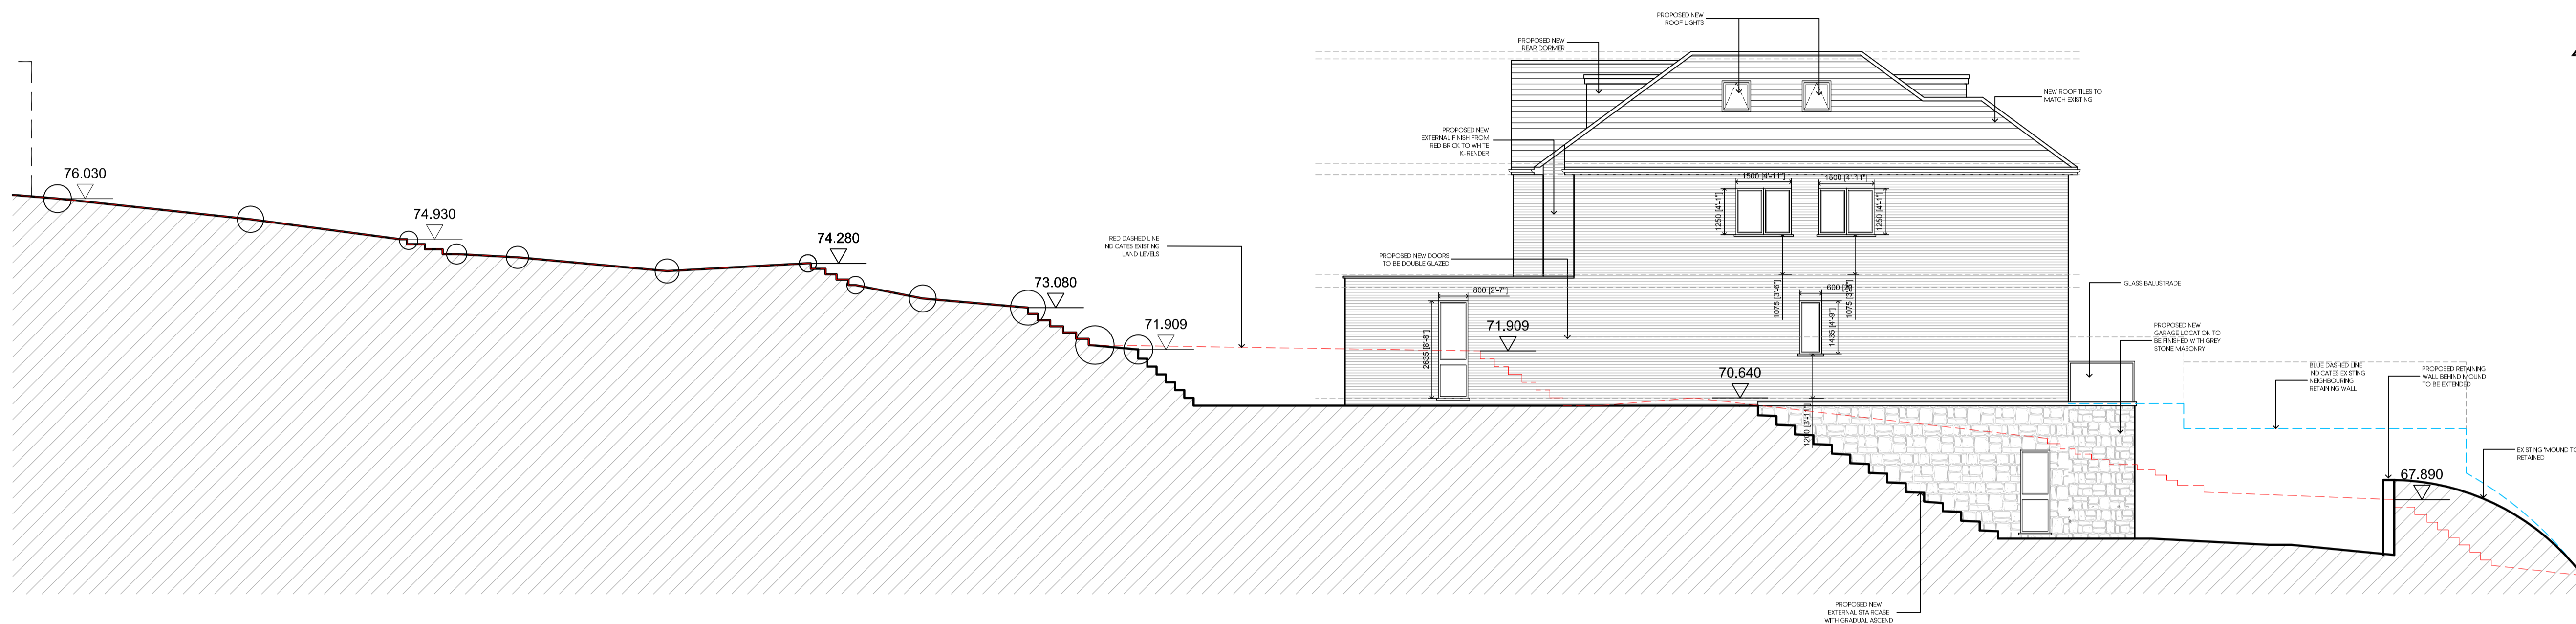 PROPOSED NEW
ROOF LIGHTS
PROPOSED NEW
REAR DORMER
NEW ROOF TILES TO
MATCH EXISTING
PROPOSED NEW
EXTERNAL FINISH FROM
RED BRICK TO WHITE
K-RENDER
76.030
74.930
74.280
73.080
71.909
RED DASHED LINE
INDICATES EXISTING
LAND LEVELS
1500 [4'-11"]
1500 [4'-11"]
1250 [4'-1"]
1250 [4'-1"]
PROPOSED NEW DOORS
TO BE DOUBLE GLAZED
800 [2'-7"]
2635 [8'-8"]
71.909
1075 [3'-6"]
600
1075
1435 [4'-9"]
70.640
[3'-11"]
GLASS BALUSTRADE
PROPOSED NEW
GARAGE LOCATION TO
BE FINISHED WITH GREY
STONE MASONRY
BLUE DASHED LINE
INDICATES EXISTING
NEIGHBOURING
RETAINING WALL
PROPOSED RETAINING
WALL BEHIND MOUND
TO BE EXTENDED
67.890
EXISTING 'MOUND TO
RETAINED
PROPOSED NEW
EXTERNAL STAIRCASE
WITH GRADUAL ASCEND